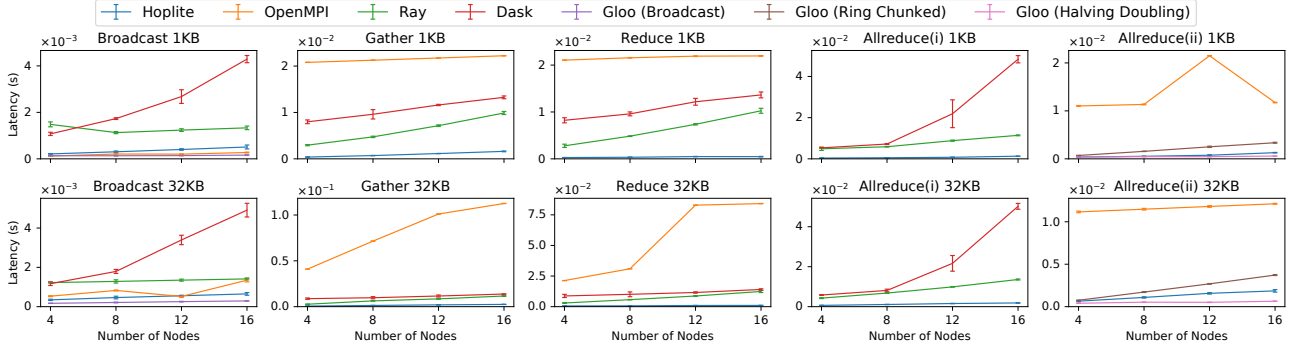 Hoplite OpenMPI Ray Dask Gloo (Broadcast) Gloo (Ring Chunked) Gloo (Halving Doubling)
Broadcast 1KB Gather 1KB Reduce 1KB Allreduce(i) 1KB Allreduce(ii) 1KB
×10⁻³ ×10⁻² ×10⁻² ×10⁻² ×10⁻²
Latency (s)
4 2 0
2 1 0
2 1 0
4 2 0
2 1 0
Broadcast 32KB Gather 32KB Reduce 32KB Allreduce(i) 32KB Allreduce(ii) 32KB
×10⁻³ ×10⁻¹ ×10⁻² ×10⁻² ×10⁻²
Latency (s)
4 2 0
1.0 0.5 0.0
7.5 5.0 2.5 0.0
4 2 0
1.0 0.5 0.0
4 8 12 16 4 8 12 16 4 8 12 16 4 8 12 16 4 8 12 16
Number of Nodes Number of Nodes Number of Nodes Number of Nodes Number of Nodes